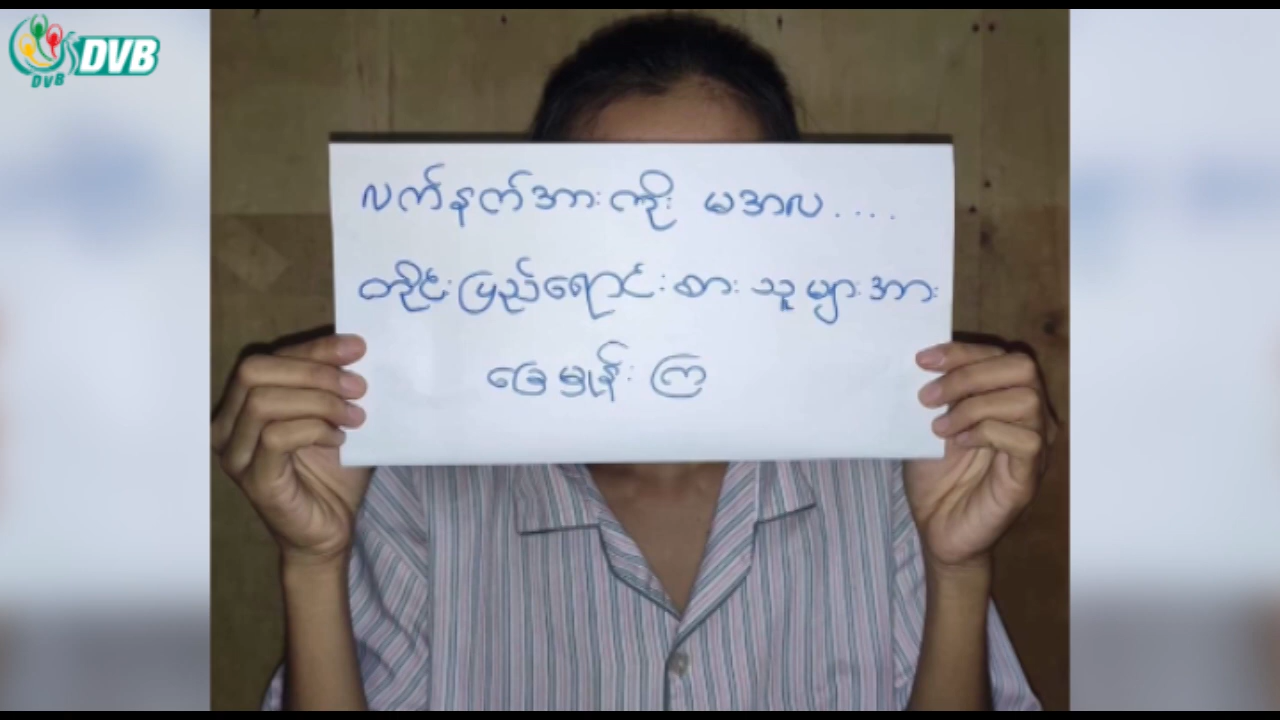 DVB
DVB
လက်နက်အားကိုး မအာလ....
တိုင်းပြည်ရောင်းစားသူများအား
ခြေမှုန်းကြ